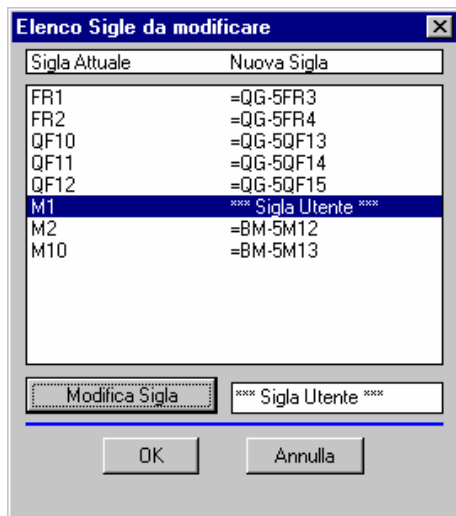 Elenco Sigle da modificare
Sigla Attuale Nuova Sigla
FR1 =QG-5FR3
FR2 =QG-5FR4
QF10 =QG-5QF13
QF11 =QG-5QF14
QF12 =QG-5QF15
M1 *** Sigla Utente ***
M2 =BM-5M12
M10 =BM-5M13
Modifica Sigla *** Sigla Utente ***
OK Annulla